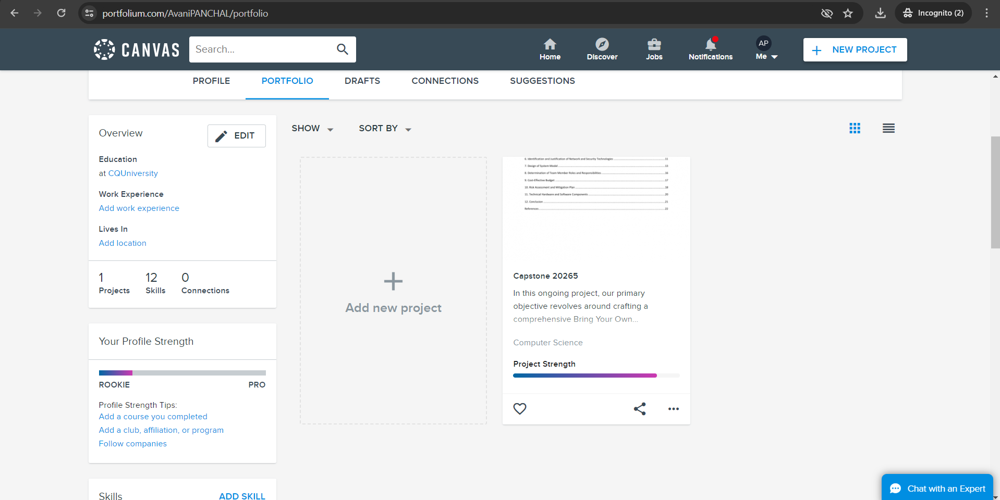 portfolium.com/AvaniPANCHAL/portfolio
Incognito (2)
CANVAS
Search...
Home
Discover
Jobs
Notifications
AP
Me
NEW PROJECT
PROFILE
PORTFOLIO
DRAFTS
CONNECTIONS
SUGGESTIONS
Overview
EDIT
Education
at CQUniversity
Work Experience
Add work experience
Lives In
Add location
1
Projects
12
Skills
0
Connections
Your Profile Strength
ROOKIE
PRO
Profile Strength Tips:
Add a course you completed
Add a club, affiliation, or program
Follow companies
Skills
ADD SKILL
SHOW
SORT BY
Add new project
6. Identification and Justification of Network and Security Technologies 11
7. Design of System Model 13
8. Determination of Team Member Roles and Responsibilities 16
9. Cost-Effective Budget 17
10. Risk Assessment and Mitigation Plan 18
11. Technical Hardware and Software Components 20
12. Conclusion 21
References 22
Capstone 20265
In this ongoing project, our primary
objective revolves around crafting a
comprehensive Bring Your Own...
Computer Science
Project Strength
Chat with an Expert